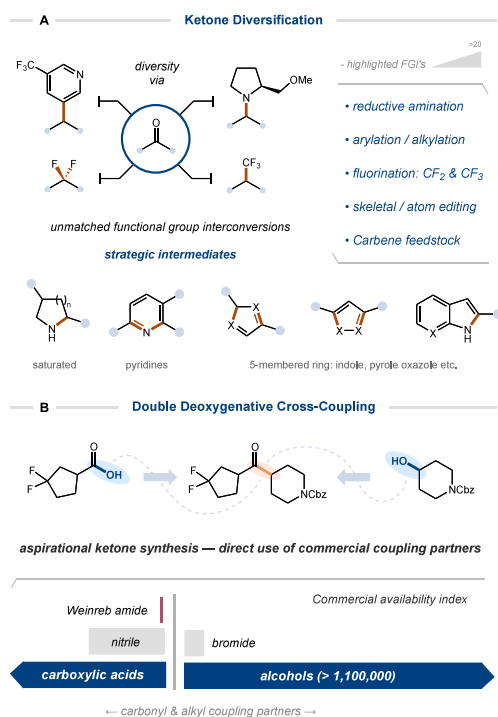 A
Ketone Diversification
F₃C
N
diversity
via
O
N
OMe
F
F
CF₃
>20
- highlighted FGI's
• reductive amination
• arylation / alkylation
• fluorination: CF₂ & CF₃
• skeletal / atom editing
• Carbene feedstock
unmatched functional group interconversions
strategic intermediates
( )n
N
H
N
X
X
X
X
X
N
H
saturated
pyridines
5-membered ring: indole, pyrole oxazole etc.
B
Double Deoxygenative Cross-Coupling
O
OH
F
F
O
F
F
NCbz
HO
NCbz
aspirational ketone synthesis — direct use of commercial coupling partners
Commercial availability index
Weinreb amide
nitrile
bromide
carboxylic acids
alcohols (> 1,100,000)
← carbonyl & alkyl coupling partners →